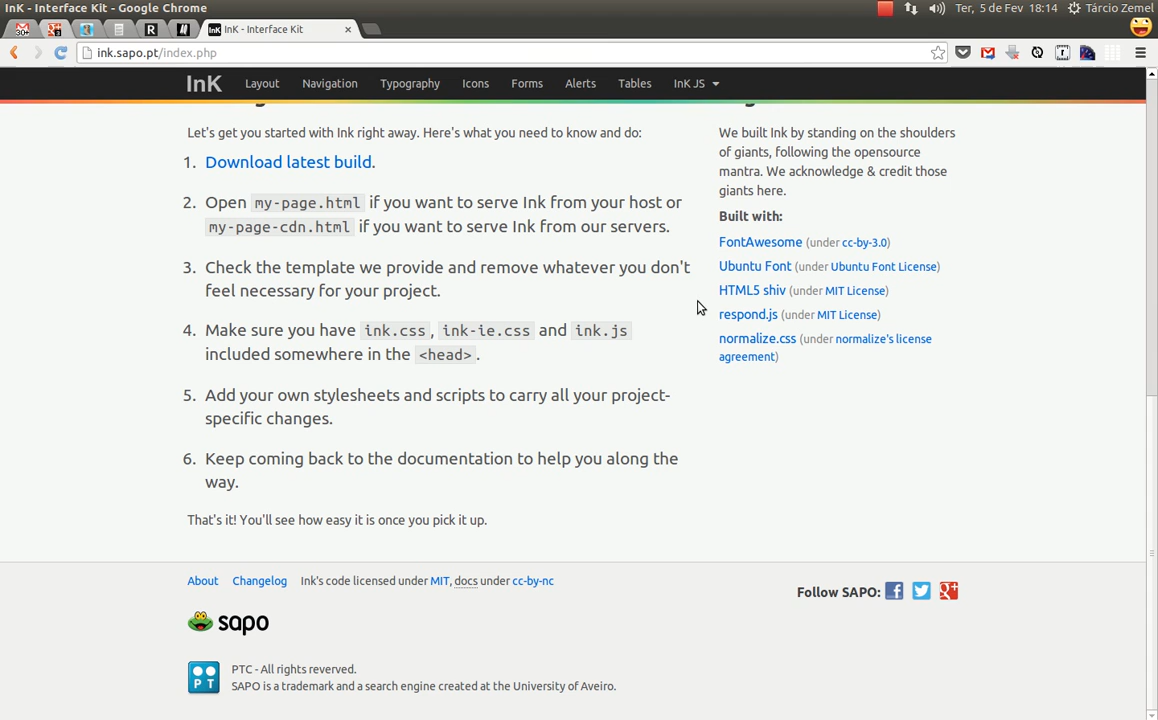 InK - Interface Kit - Google Chrome
Ter, 5 de Fev 18:14 Tárcio Zemel
InK - Interface Kit
ink.sapo.pt/index.php
InK Layout Navigation Typography Icons Forms Alerts Tables InK JS
Let's get you started with Ink right away. Here's what you need to know and do:
1. Download latest build.
2. Open my-page.html if you want to serve Ink from your host or
my-page-cdn.html if you want to serve Ink from our servers.
3. Check the template we provide and remove whatever you don't
feel necessary for your project.
4. Make sure you have ink.css, ink-ie.css and ink.js
included somewhere in the <head>.
5. Add your own stylesheets and scripts to carry all your project-
specific changes.
6. Keep coming back to the documentation to help you along the
way.
That's it! You'll see how easy it is once you pick it up.
We built Ink by standing on the shoulders
of giants, following the opensource
mantra. We acknowledge & credit those
giants here.
Built with:
FontAwesome (under cc-by-3.0)
Ubuntu Font (under Ubuntu Font License)
HTML5 shiv (under MIT License)
respond.js (under MIT License)
normalize.css (under normalize's license
agreement)
About Changelog Ink's code licensed under MIT, docs under cc-by-nc
Follow SAPO:
sapo
PT
PTC - All rights reverved.
SAPO is a trademark and a search engine created at the University of Aveiro.